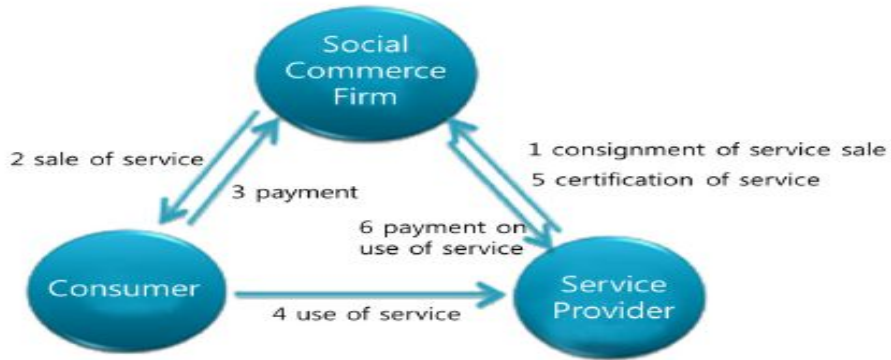 Social
Commerce
Firm
2 sale of service
3 payment
1 consignment of service sale
5 certification of service
6 payment on
use of service
Consumer
4 use of service
Service
Provider